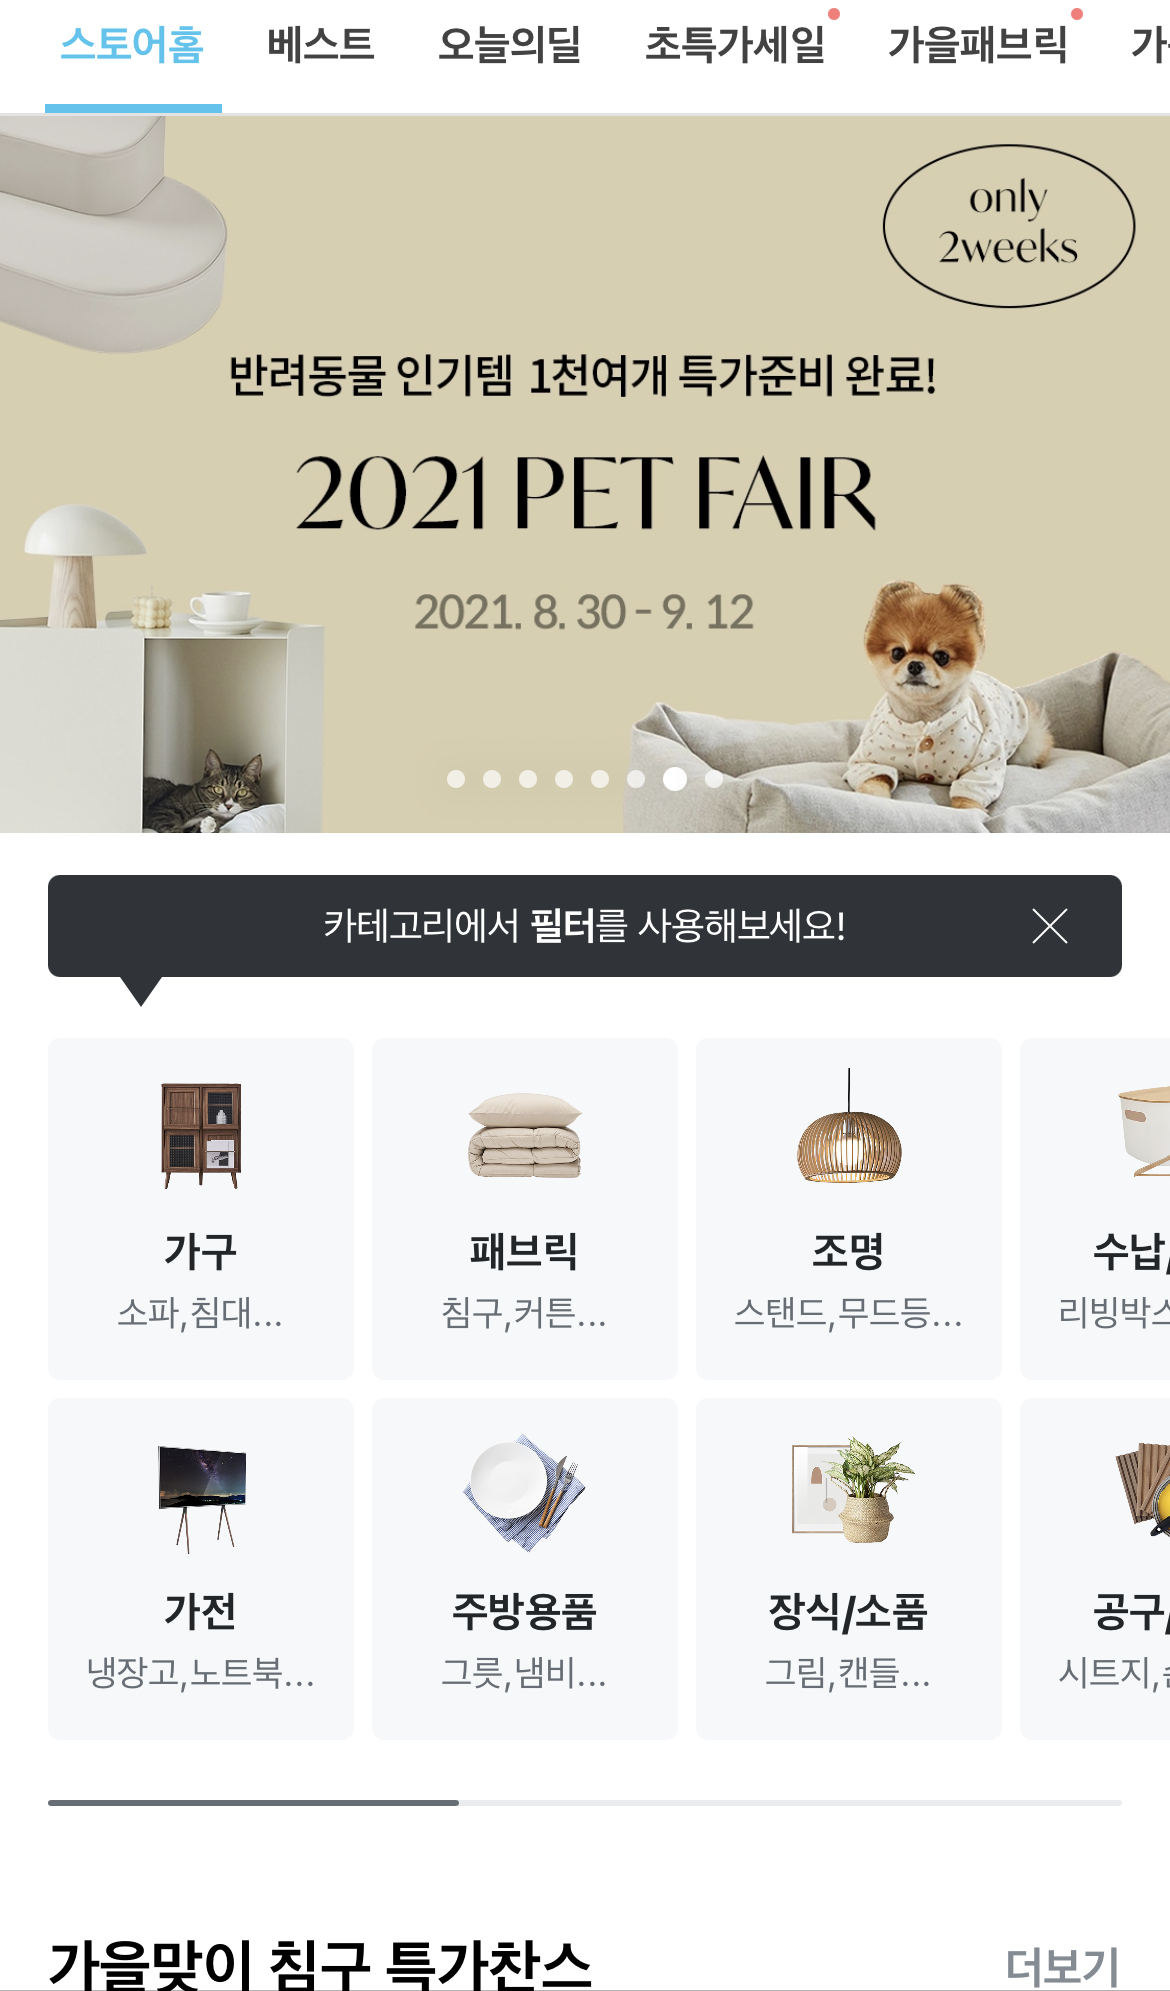 스토어홈 베스트 오늘의딜 초특가세일 가을패브릭
only
2weeks
반려동물 인기템 1천여개 특가준비 완료!
2021 PET FAIR
2021. 8. 30 - 9. 12
카테고리에서 필터를 사용해보세요!
가구 패브릭 조명 수납/
소파,침대... 침구,커튼... 스탠드,무드등... 리빙박스
가전 주방용품 장식/소품 공구/
냉장고,노트북... 그릇,냄비... 그림,캔들... 시트지,
가을맞이 침구 특가찬스 더보기